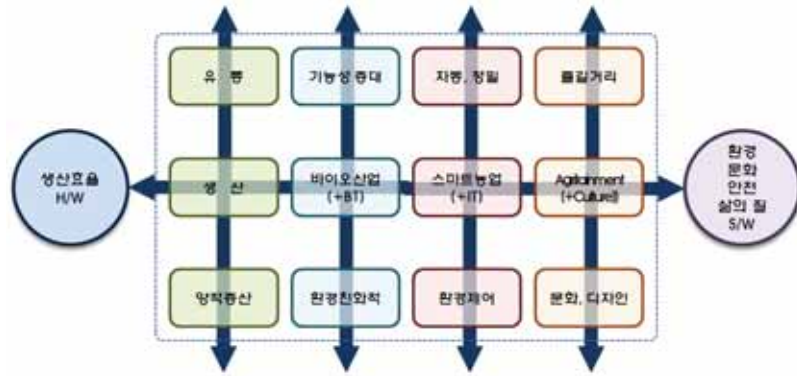 유 통
기능성 증대
자동, 정밀
즐길거리
생산효율
H/W
생 산
바이오산업
(+BT)
스마트농업
(+IT)
Agritainment
(+Culture)
환경
문화
안전
삶의 질
S/W
양적증산
환경친화적
환경제어
문화, 디자인